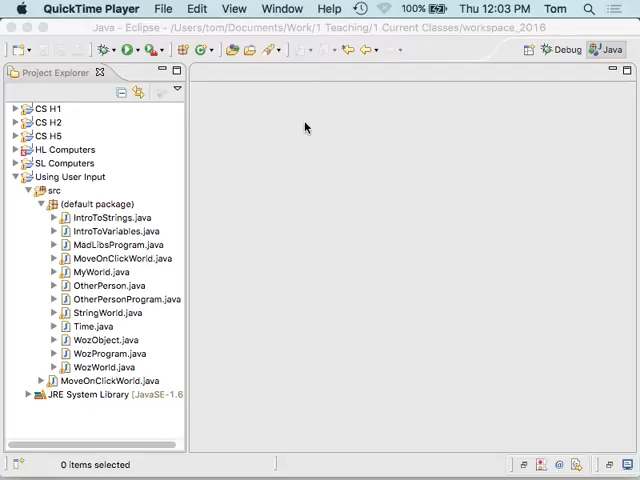 QuickTime Player File Edit View Window Help 100% Thu 12:03 PM Tom
Java - Eclipse - /Users/tom/Documents/Work/1 Teaching/1 Current Classes/workspace_2016
Debug Java
Project Explorer
CS H1
CS H2
CS H5
HL Computers
SL Computers
Using User Input
src
(default package)
IntroToStrings.java
IntroToVariables.java
MadLibsProgram.java
MoveOnClickWorld.java
MyWorld.java
OtherPerson.java
OtherPersonProgram.java
StringWorld.java
Time.java
WozObject.java
WozProgram.java
WozWorld.java
MoveOnClickWorld.java
JRE System Library [JavaSE-1.6
0 items selected